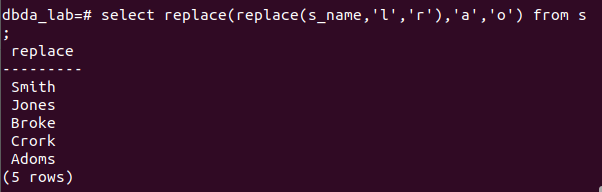 dbda_lab=# select replace(replace(s_name,'l','r'),'a','o') from s
;
replace
---------
Smith
Jones
Broke
Crork
Adoms
(5 rows)